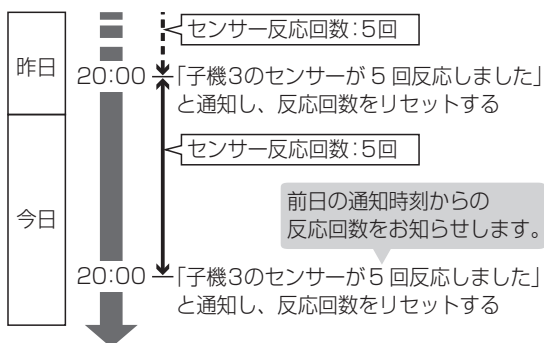 昨日
センサー反応回数:5回
20:00
「子機3のセンサーが5回反応しました」
と通知し、反応回数をリセットする
センサー反応回数:5回
今日
前日の通知時刻からの
反応回数をお知らせします。
20:00
「子機3のセンサーが5回反応しました」
と通知し、反応回数をリセットする